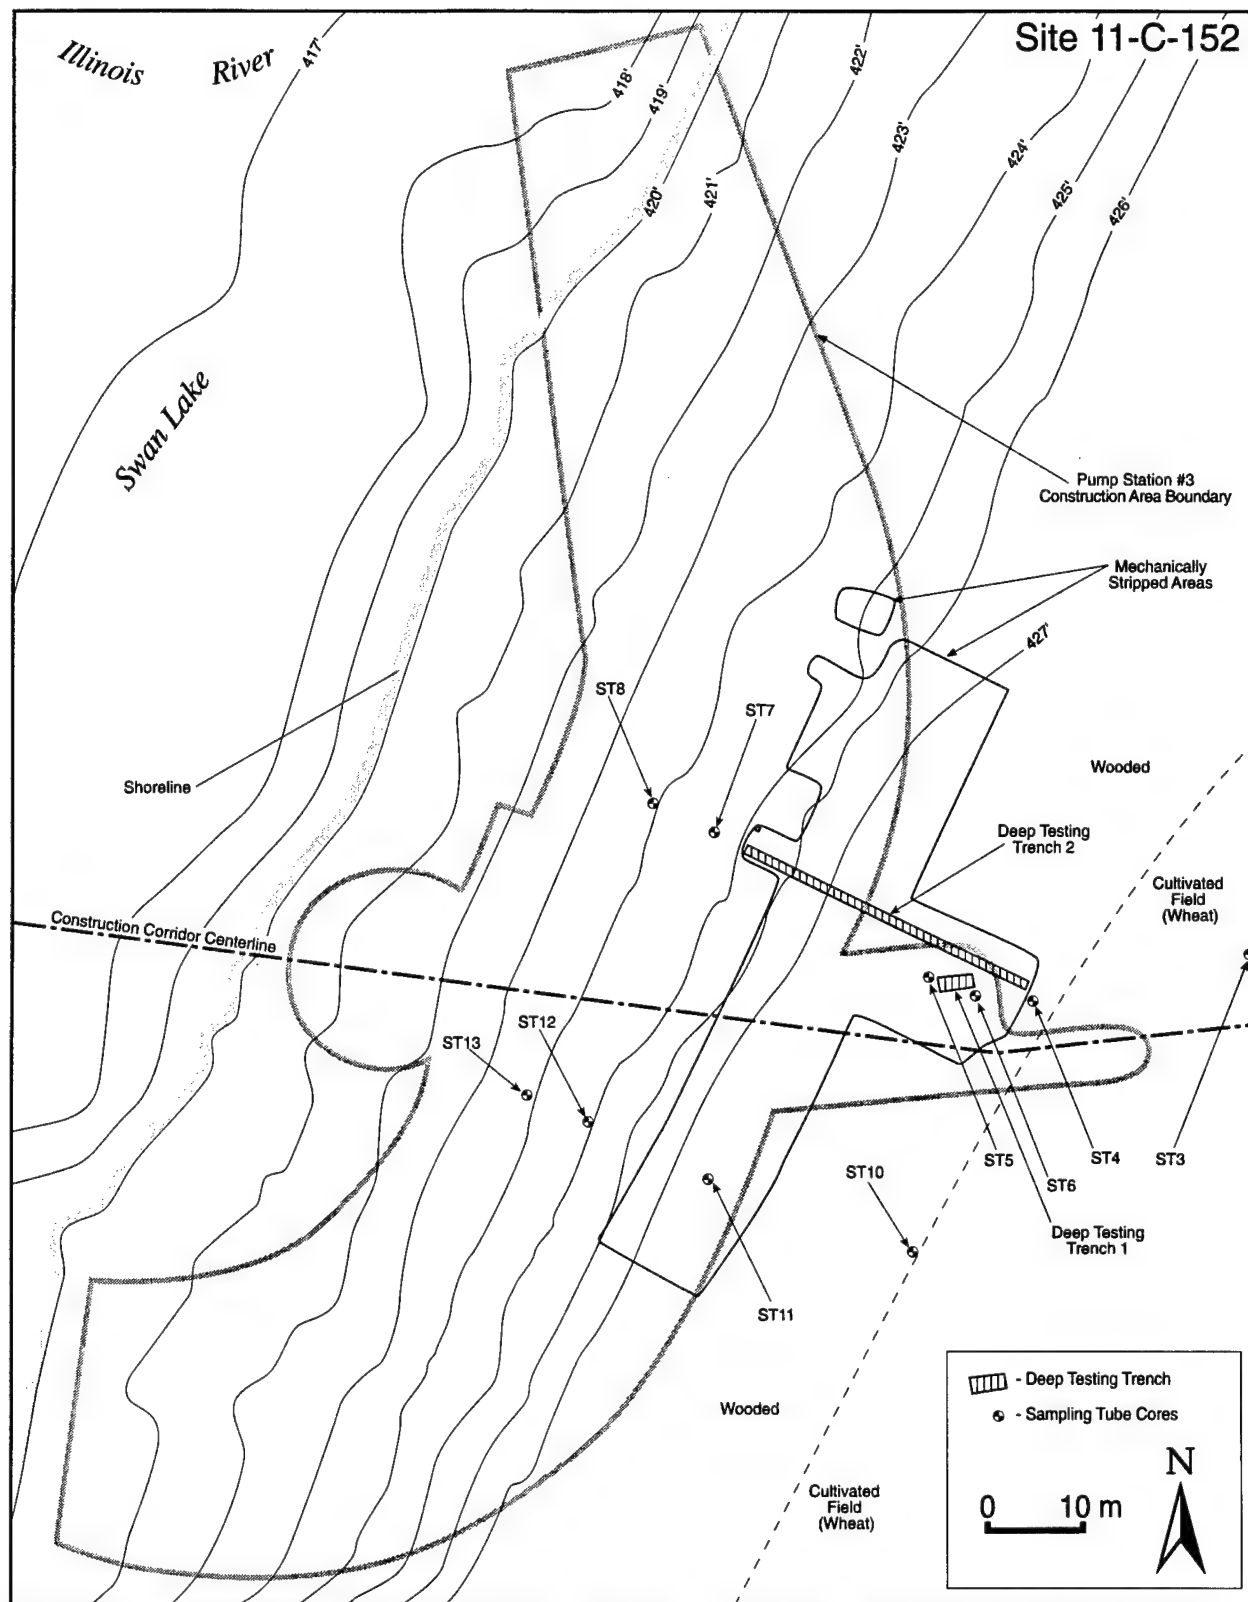 Site 11-C-152
Illinois River
417'
418'
419'
420'
421'
422'
423'
424'
425'
426'
Swan Lake
Pump Station #3
Construction Area Boundary
Mechanically
Stripped Areas
427'
ST8
ST7
Shoreline
Wooded
Deep Testing
Trench 2
Cultivated
Field
(Wheat)
Construction Corridor Centerline
ST12
ST13
ST5
ST6
ST4
ST3
ST10
Deep Testing
Trench 1
ST11
Wooded
Cultivated
Field
(Wheat)
- Deep Testing Trench
- Sampling Tube Cores
N
0 10 m